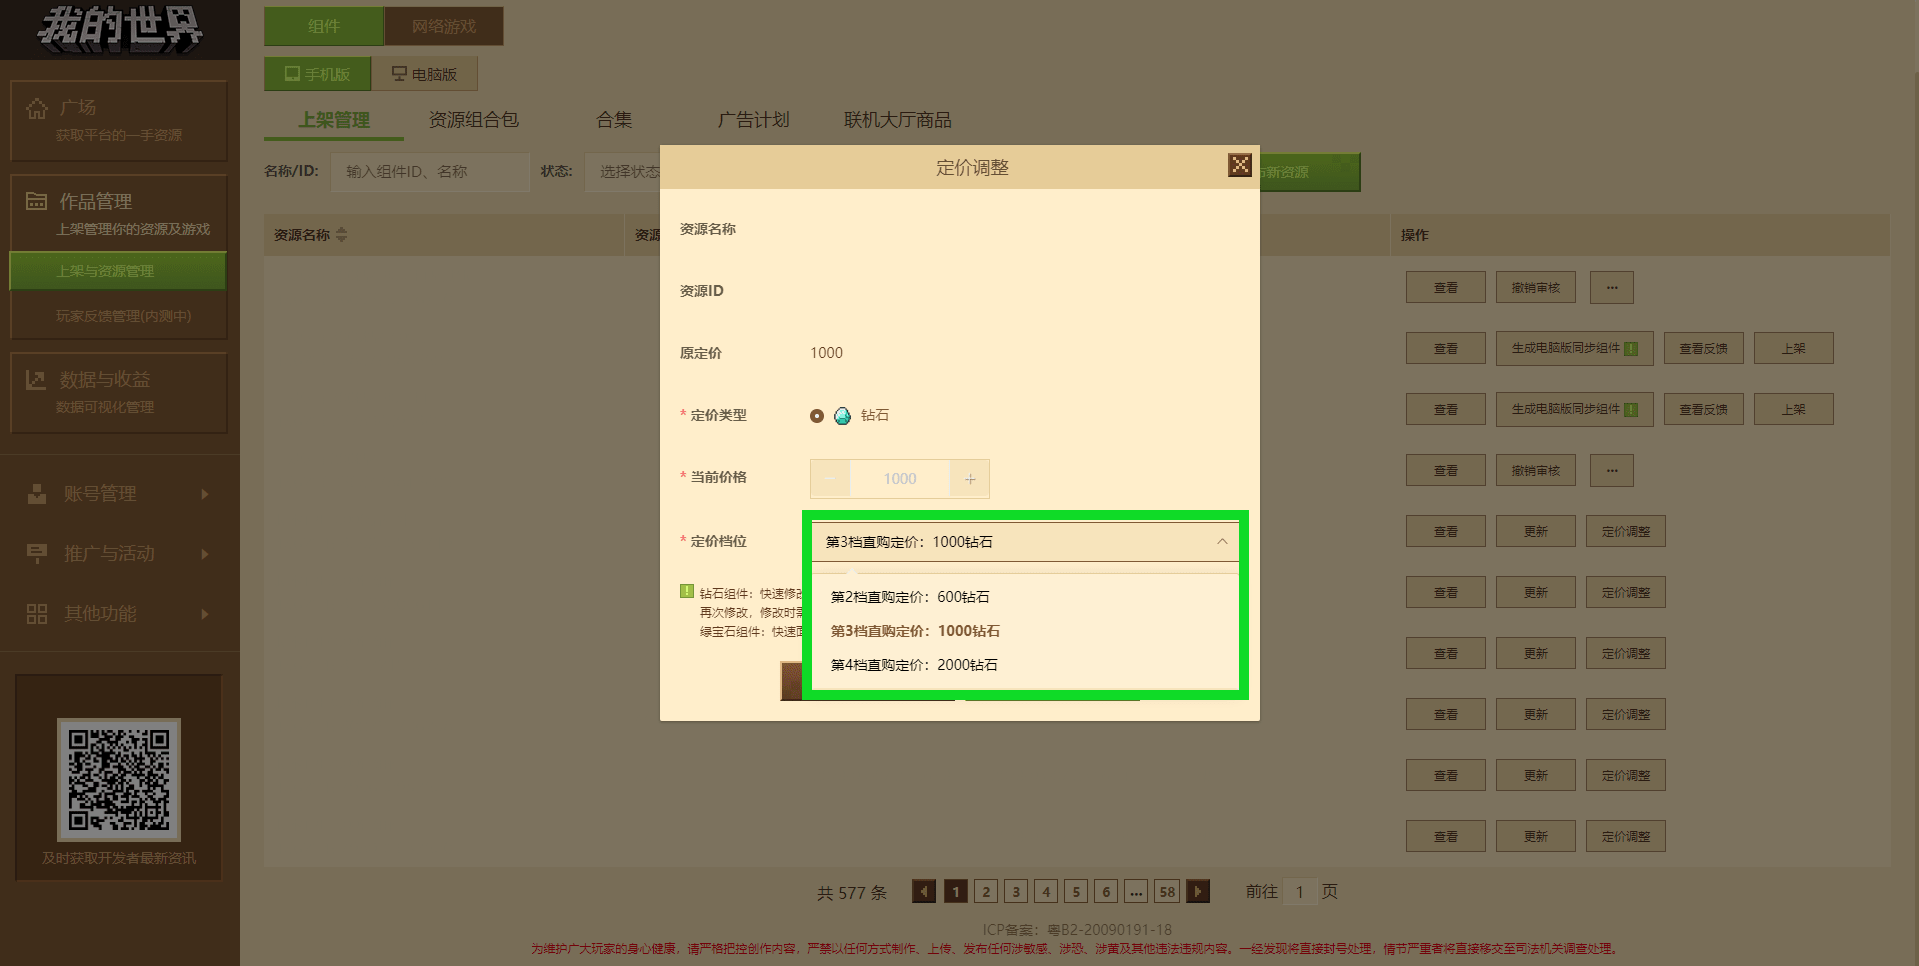 我的世界
组件
网络游戏
手机版
电脑版
广场
获取平台的一手资源
作品管理
上架管理你的资源及游戏
上架与资源管理
玩家反馈管理(内测中)
数据与收益
数据可视化管理
账号管理
推广与活动
其他功能
及时获取开发者最新资讯
上架管理
资源组合包
合集
广告计划
联机大厅商品
名称/ID:
输入组件ID、名称
状态:
选择状态
新资源
资源名称
资源
操作
定价调整
资源名称
资源ID
原定价
1000
* 定价类型
钻石
* 当前价格
1000
* 定价档位
第3档直购定价：1000钻石
第2档直购定价：600钻石
第3档直购定价：1000钻石
第4档直购定价：2000钻石
钻石组件：快速修改
再次修改，修改时需
绿宝石组件：快速
查看
撤销审核
...
查看
生成电脑版同步组件
查看反馈
上架
查看
生成电脑版同步组件
查看反馈
上架
查看
撤销审核
...
查看
更新
定价调整
查看
更新
定价调整
查看
更新
定价调整
查看
更新
定价调整
查看
更新
定价调整
查看
更新
定价调整
共 577 条
1
2
3
4
5
6
...
58
前往 1 页
ICP备案：粤B2-20090191-18
为维护广大玩家的身心健康，请严格把控创作内容，严禁以任何方式制作、上传、发布任何涉敏感、涉恐、涉黄及其他违法违规内容。一经发现将直接封号处理，情节严重者将直接移交至司法机关调查处理。